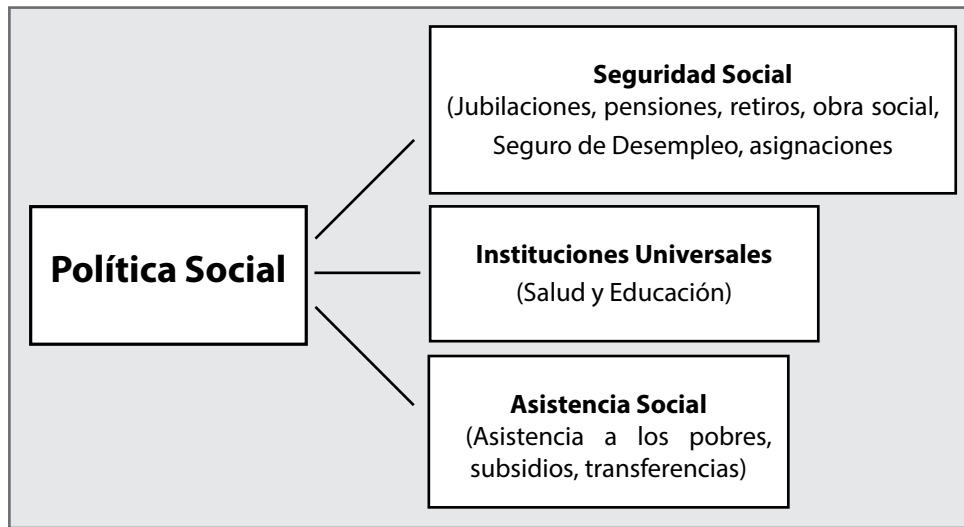 Seguridad Social
(Jubilaciones, pensiones, retiros, obra social,
Seguro de Desempleo, asignaciones
Política Social
Instituciones Universales
(Salud y Educación)
Asistencia Social
(Asistencia a los pobres,
subsidios, transferencias)